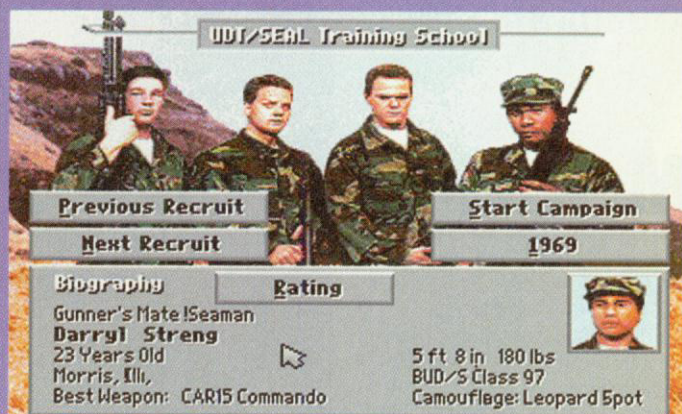 UDT/SEAL Training School
Previous Recruit
Start Campaign
Next Recruit
1969
Biography
Rating
Gunner's Mate !Seaman
Darryl Streng
23 Years Old
5 ft 8 in 180 lbs
Morris, Illi,
BUD/S Class 97
Best Weapon: CAR15 Commando
Camouflege: Leopard Spot